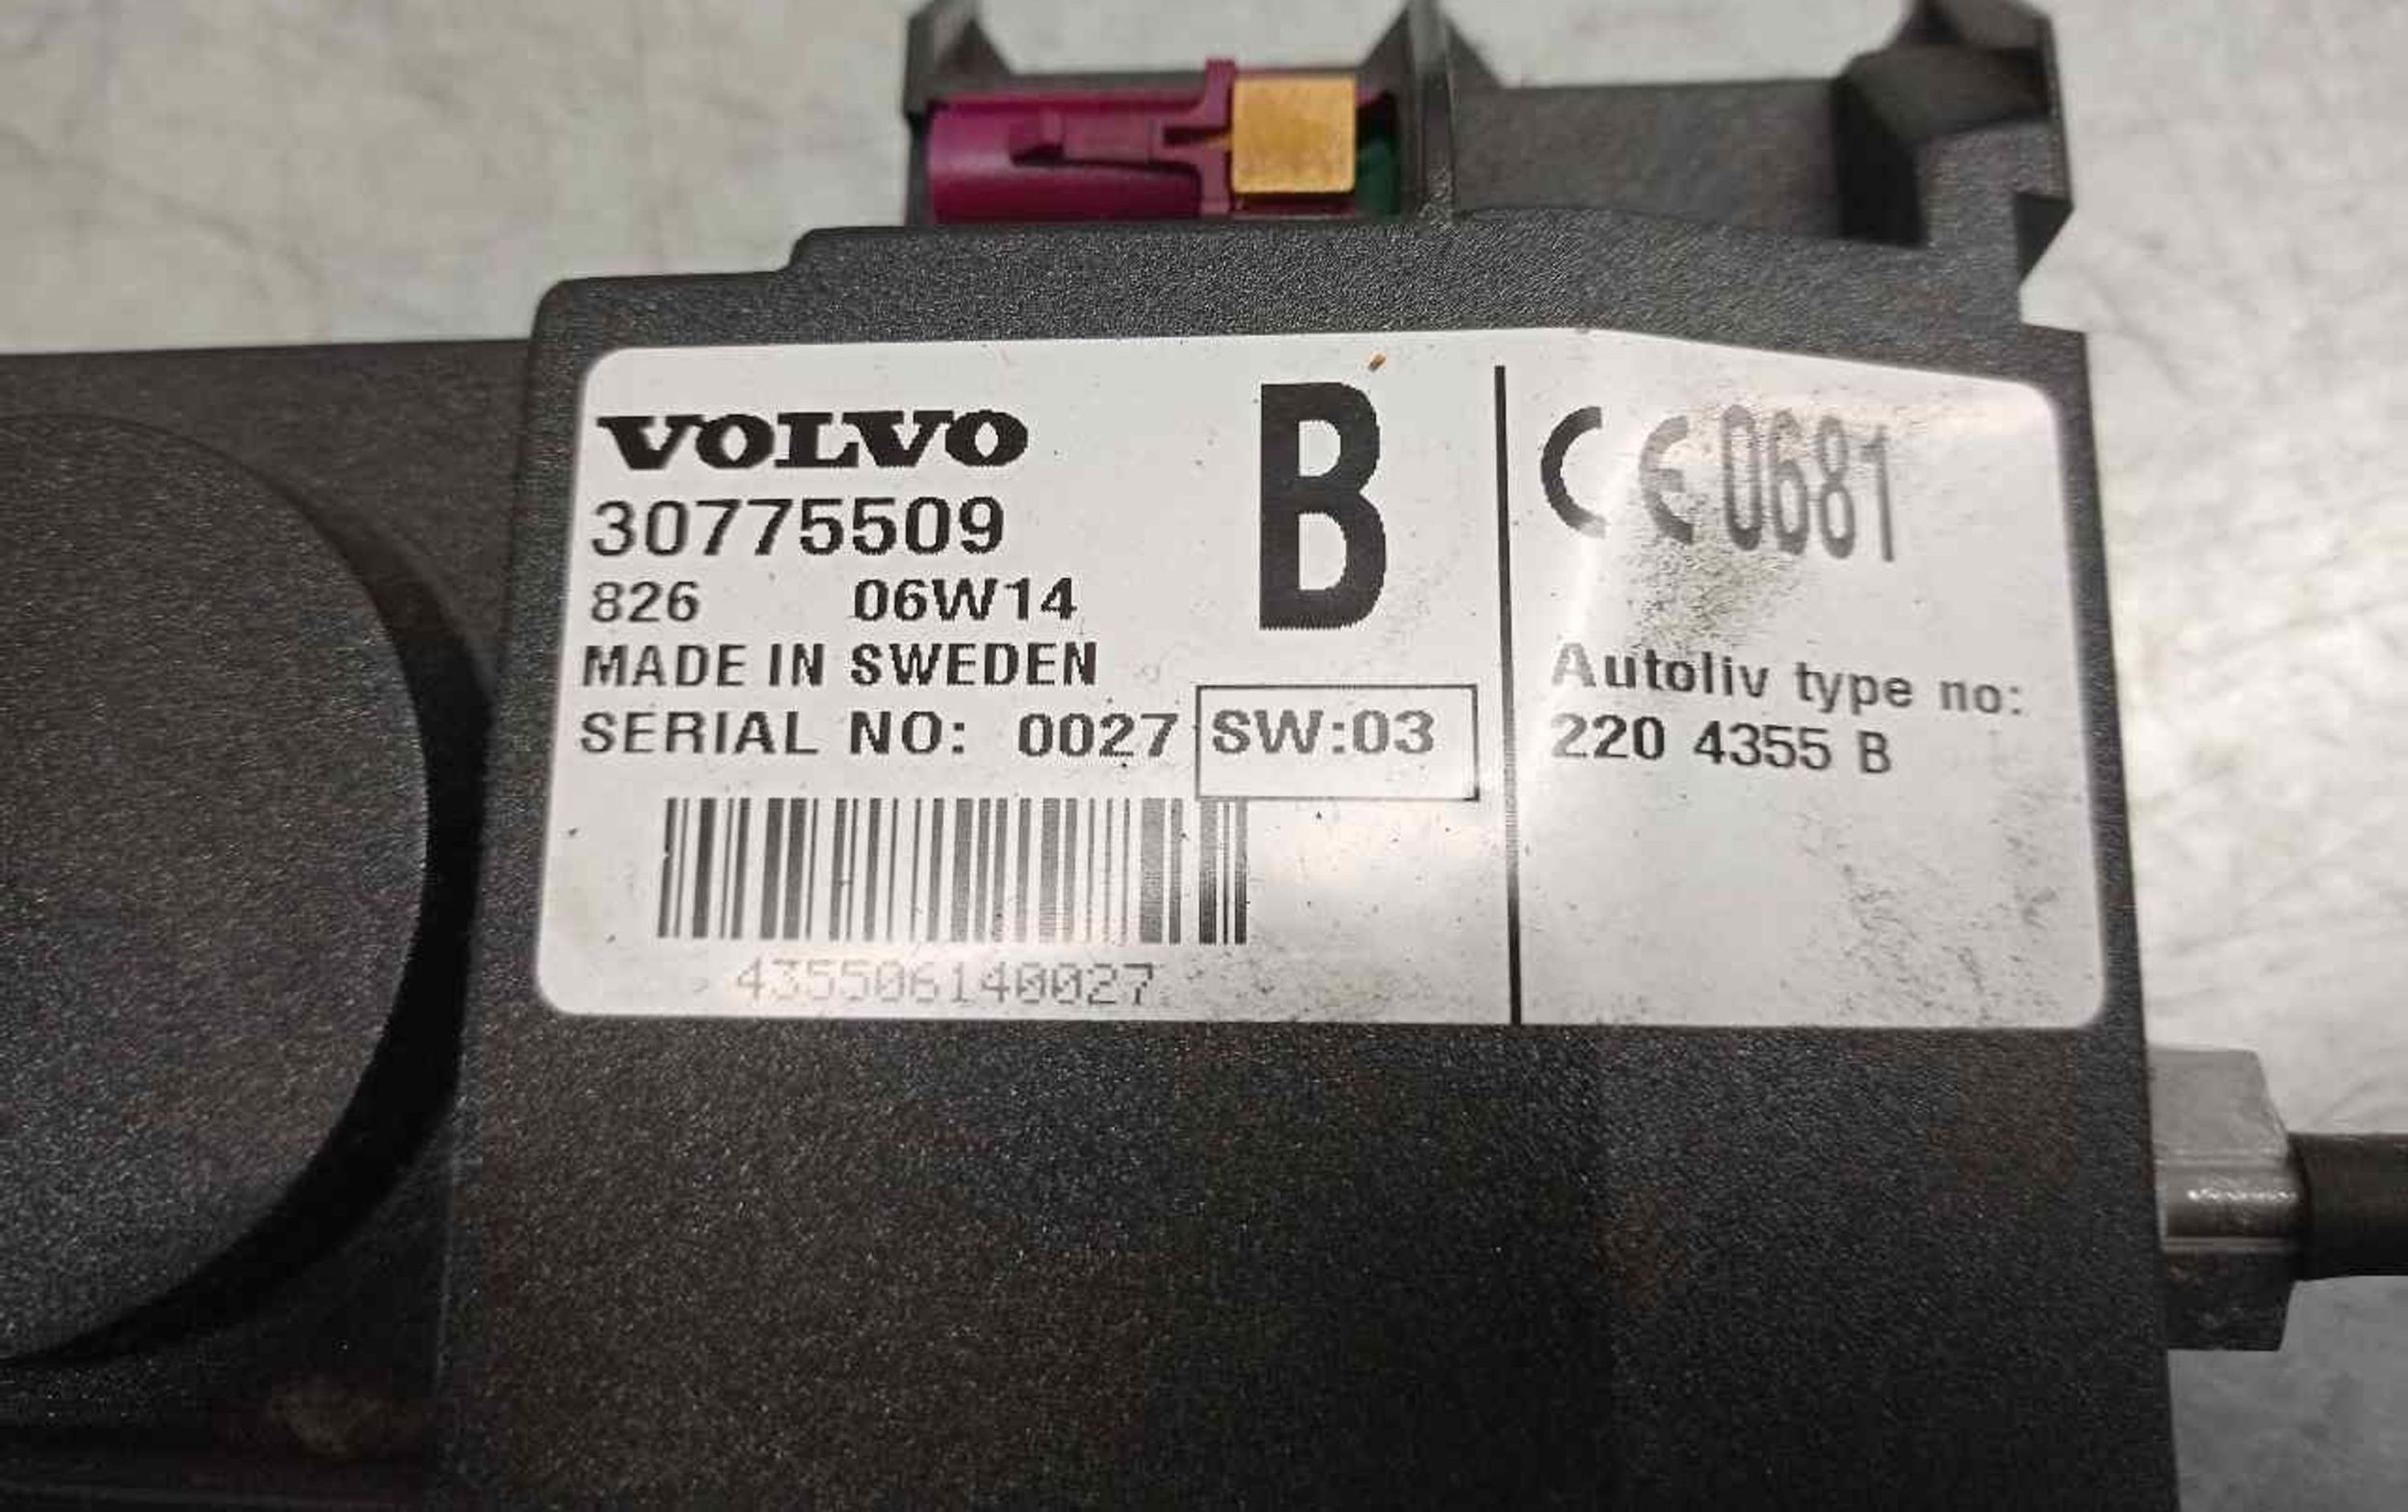 VOLVO
30775509
826 06W14
MADE IN SWEDEN
SERIAL NO: 0027 SW:03
435506140027
B
CE 0681
Autoliv type no:
220 4355 B